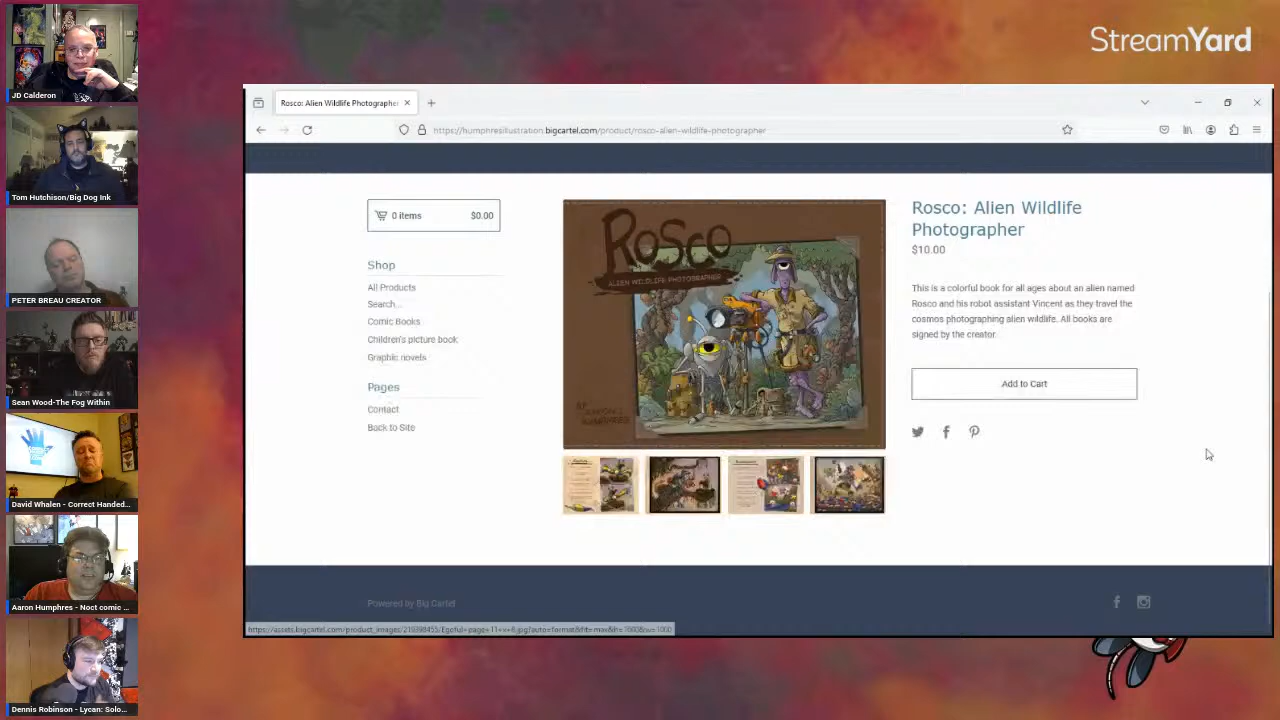 StreamYard
JD Calderon
Tom Hutchison/Big Dog Ink
PETER BREAU CREATOR
Sean Wood-The Fog Within
David Whalen - Correct Handed...
Aaron Humphres - Noct comic ...
Dennis Robinson - Lycan: Solo...
Rosco: Alien Wildlife Photographer
https://humphresillustration.bigcartel.com/product/rosco-alien-wildlife-photographer
0 items $0.00
Shop
All Products
Search...
Comic Books
Children's picture book
Graphic novels
Pages
Contact
Back to Site
Rosco
ALIEN WILDLIFE PHOTOGRAPHER
BY
HUMPHRES
Rosco: Alien Wildlife
Photographer
$10.00
This is a colorful book for all ages about an alien named
Rosco and his robot assistant Vincent as they travel the
cosmos photographing alien wildlife. All books are
signed by the creator.
Add to Cart
Powered by Big Cartel